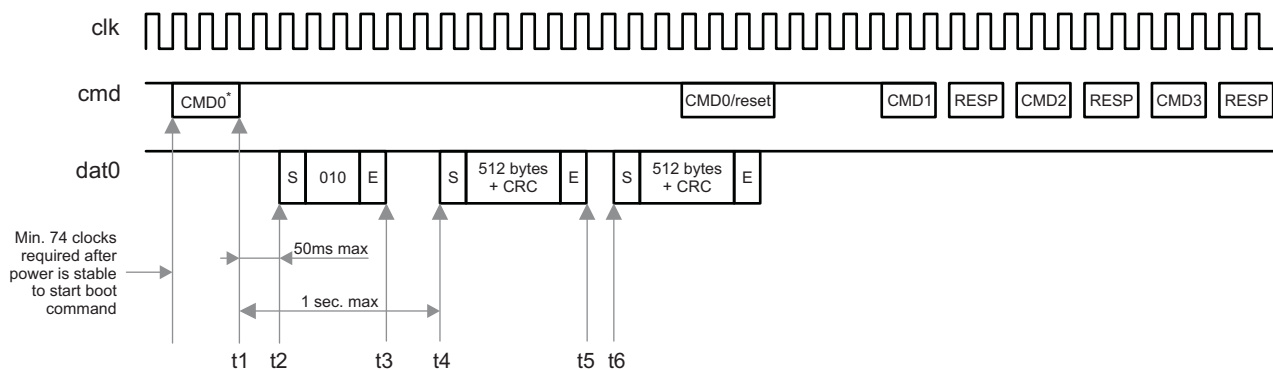 clk
cmd
CMD0*
CMD0/reset
CMD1
RESP
CMD2
RESP
CMD3
RESP
dat0
S
010
E
S
512 bytes
+ CRC
E
S
512 bytes
+ CRC
E
Min. 74 clocks
required after
power is stable
to start boot
command
50ms max
1 sec. max
t1
t2
t3
t4
t5
t6